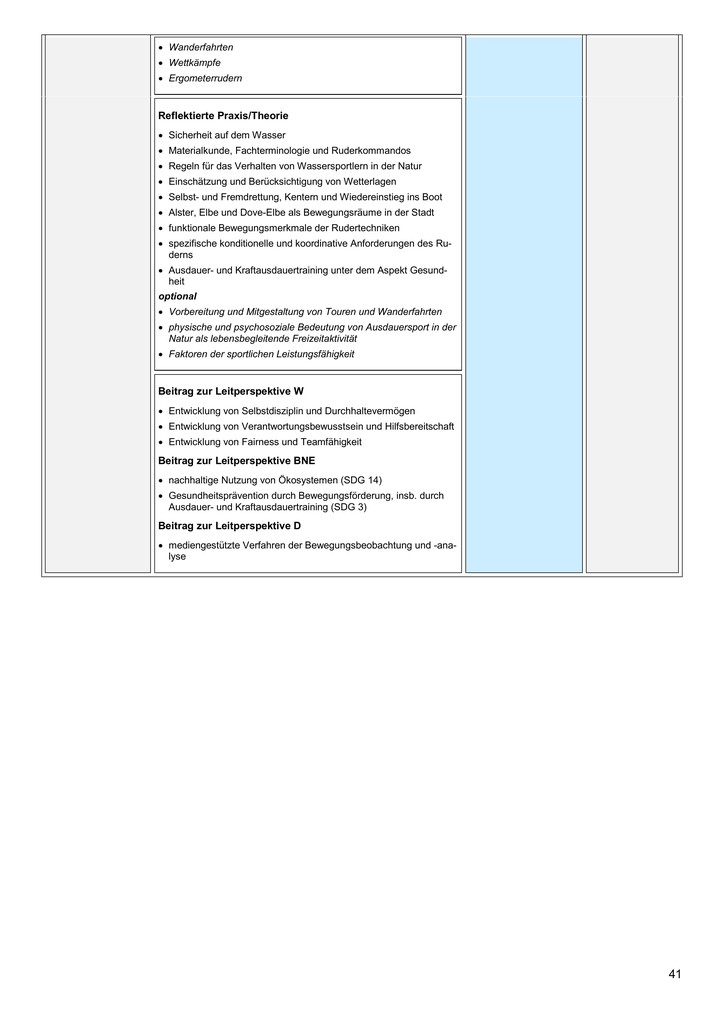 • Wanderfahrten
• Wettkämpfe
• Ergometerrudern
Reflektierte Praxis/Theorie
• Sicherheit auf dem Wasser
• Materialkunde, Fachterminologie und Ruderkommandos
• Regeln für das Verhalten von Wassersportlern in der Natur
• Einschätzung und Berücksichtigung von Wetterlagen
• Selbst- und Fremdrettung, Kentern und Wiedereinstieg ins Boot
• Alster, Elbe und Dove-Elbe als Bewegungsräume in der Stadt
• funktionale Bewegungsmerkmale der Rudertechniken
• spezifische konditionelle und koordinative Anforderungen des Ru-
derns
• Ausdauer- und Kraftausdauertraining unter dem Aspekt Gesund-
heit
optional
• Vorbereitung und Mitgestaltung von Touren und Wanderfahrten
• physische und psychosoziale Bedeutung von Ausdauersport in der
Natur als lebensbegleitende Freizeitaktivität
• Faktoren der sportlichen Leistungsfähigkeit
Beitrag zur Leitperspektive W
• Entwicklung von Selbstdisziplin und Durchhaltevermögen
• Entwicklung von Verantwortungsbewusstsein und Hilfsbereitschaft
• Entwicklung von Fairness und Teamfähigkeit
Beitrag zur Leitperspektive BNE
• nachhaltige Nutzung von Ökosystemen (SDG 14)
• Gesundheitsprävention durch Bewegungsförderung, insb. durch
Ausdauer- und Kraftausdauertraining (SDG 3)
Beitrag zur Leitperspektive D
• mediengestützte Verfahren der Bewegungsbeobachtung und -ana-
lyse
41